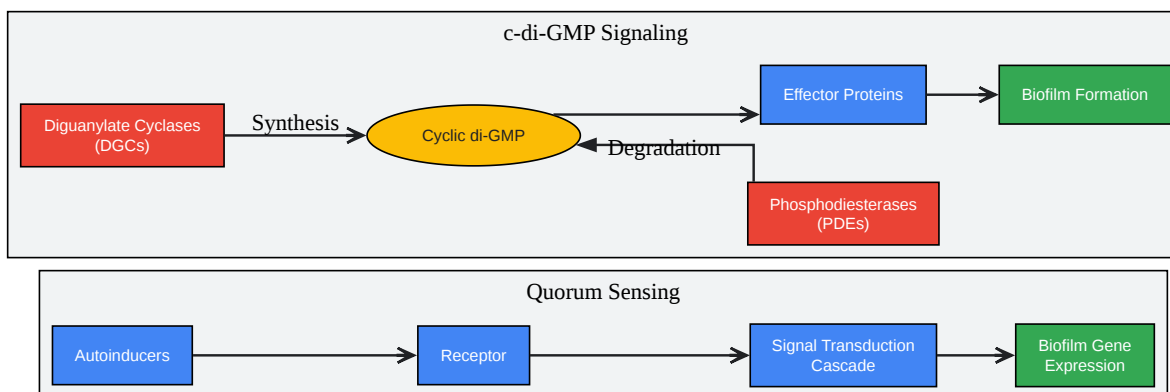 c-di-GMP Signaling
Diguanylate Cyclases
(DGCs)
Synthesis
Cyclic di-GMP
Effector Proteins
Biofilm Formation
Degradation
Phosphodiesterases
(PDEs)
Quorum Sensing
Autoinducers
Receptor
Signal Transduction
Cascade
Biofilm Gene
Expression